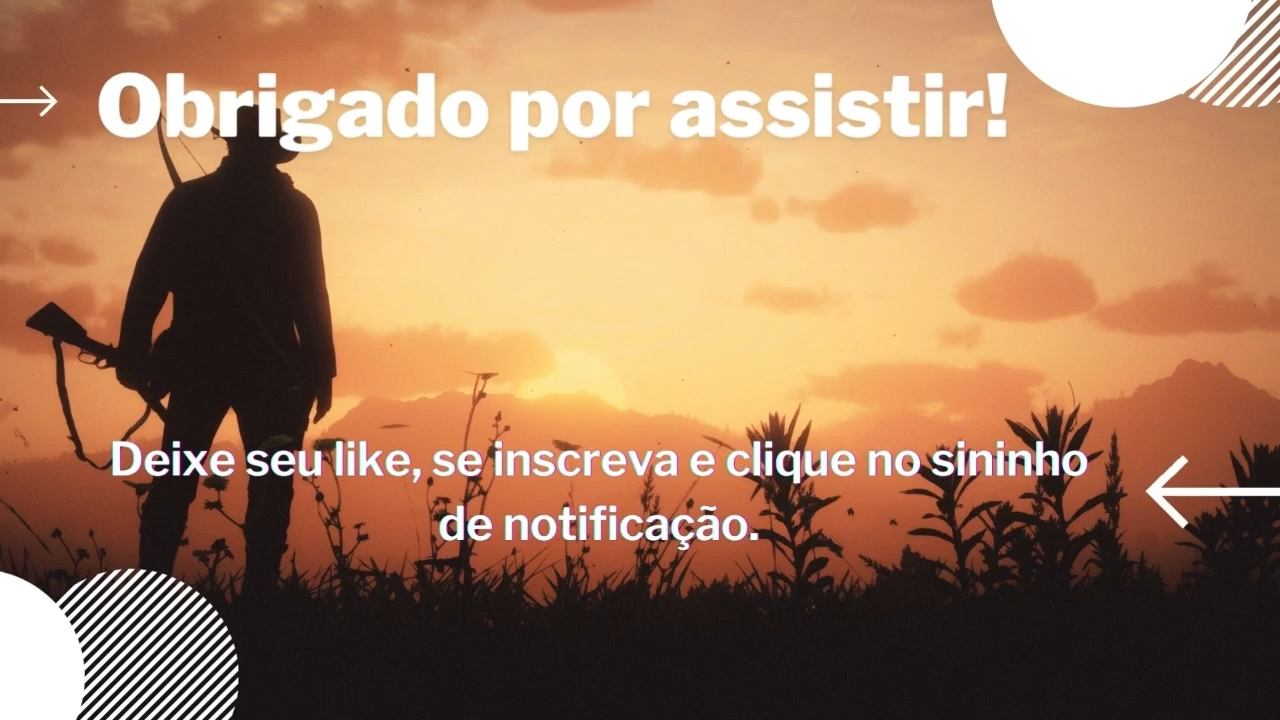 Obrigado por assistir!
Deixe seu like, se inscreva e clique no sininho
de notificação.